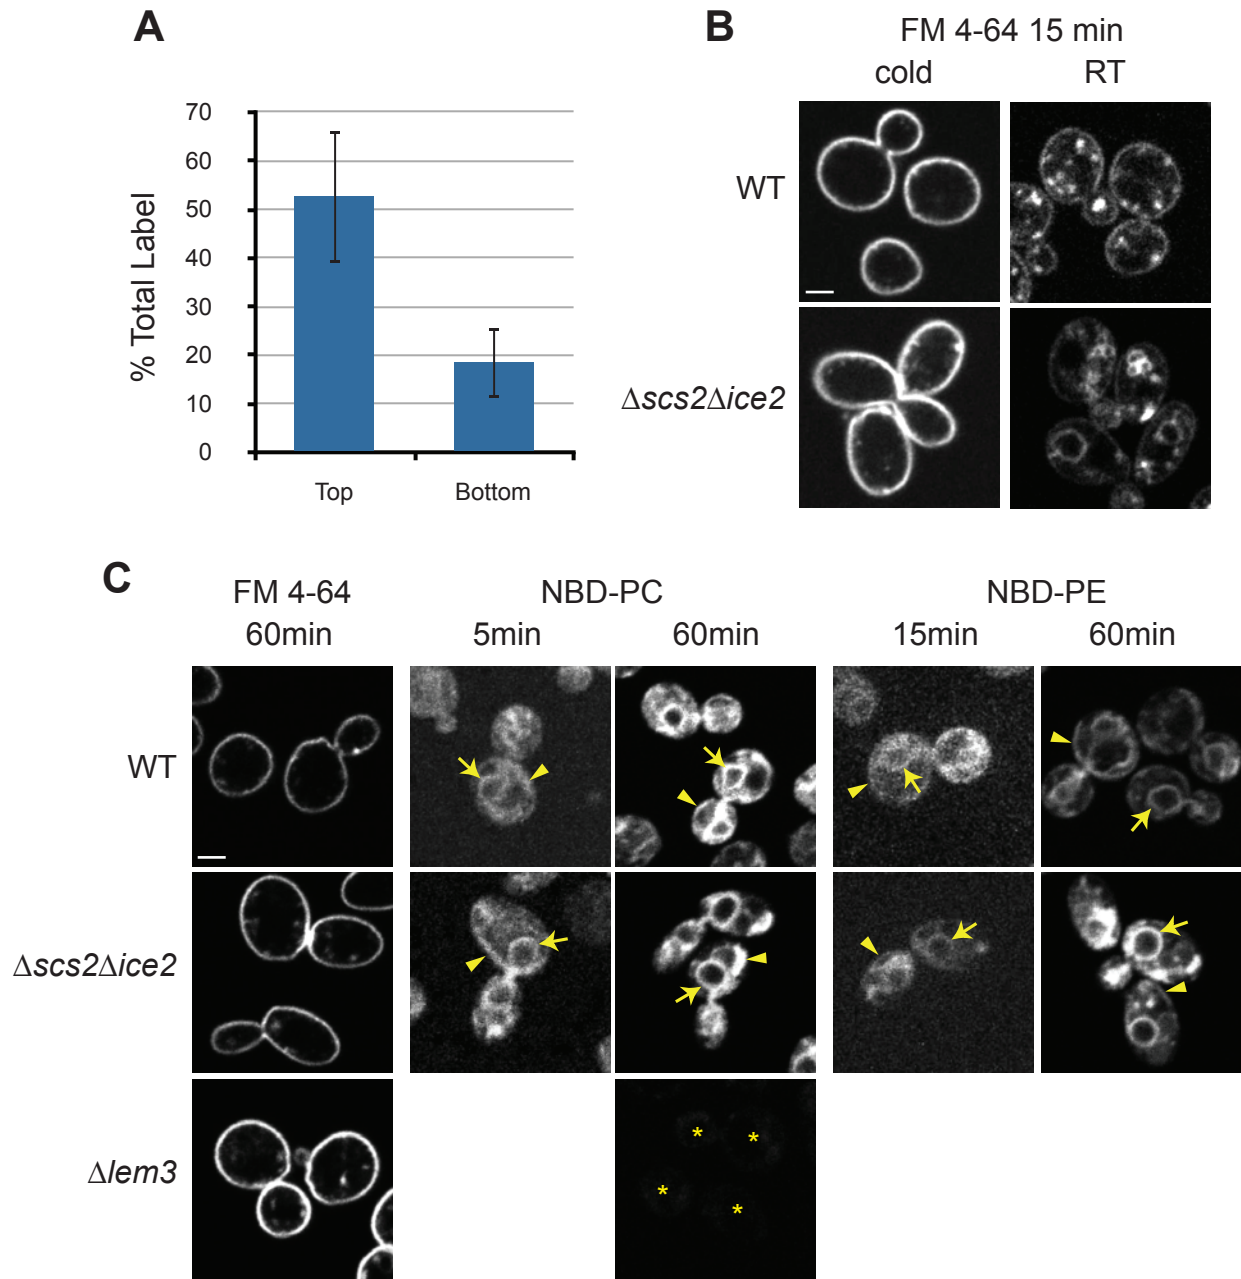 A
% Total Label
70
60
50
40
30
20
10
0
Top
Bottom
B
FM 4-64 15 min
cold
RT
WT
Δscs2Δice2
C
FM 4-64
NBD-PC
NBD-PE
60min
5min
60min
15min
60min
WT
Δscs2Δice2
Δlem3
* *
* *